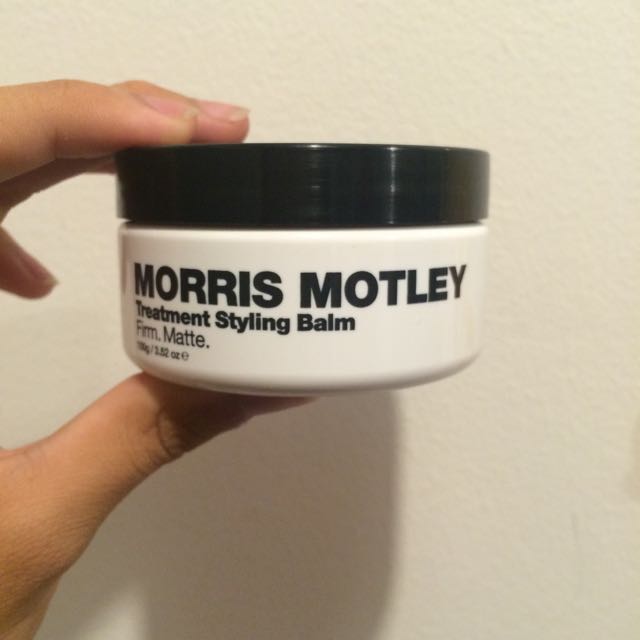 MORRIS MOTLEY
Treatment Styling Balm
Firm. Matte.
100g / 3.52 oz ℮